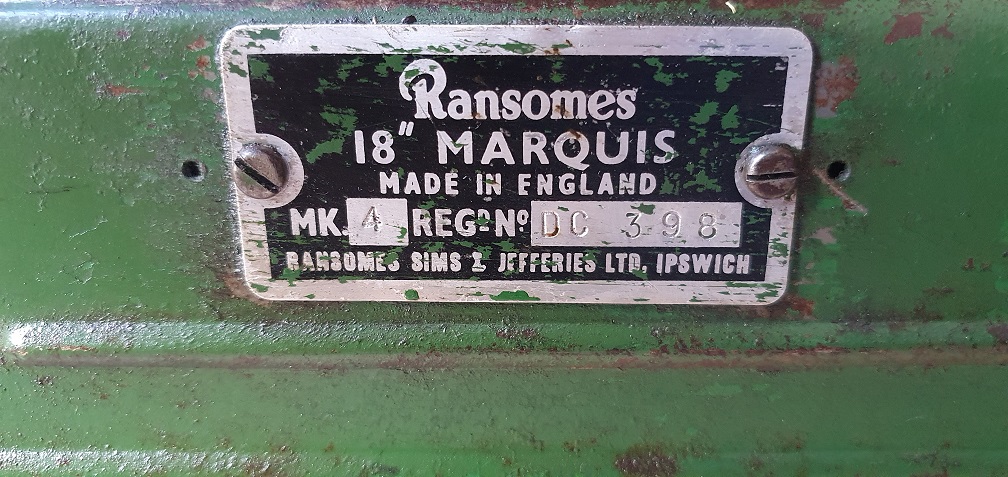 Ransomes
18" MARQUIS
MADE IN ENGLAND
MK. 4 REGD Nº DC 398
RANSOMES SIMS & JEFFERIES LTD, IPSWICH